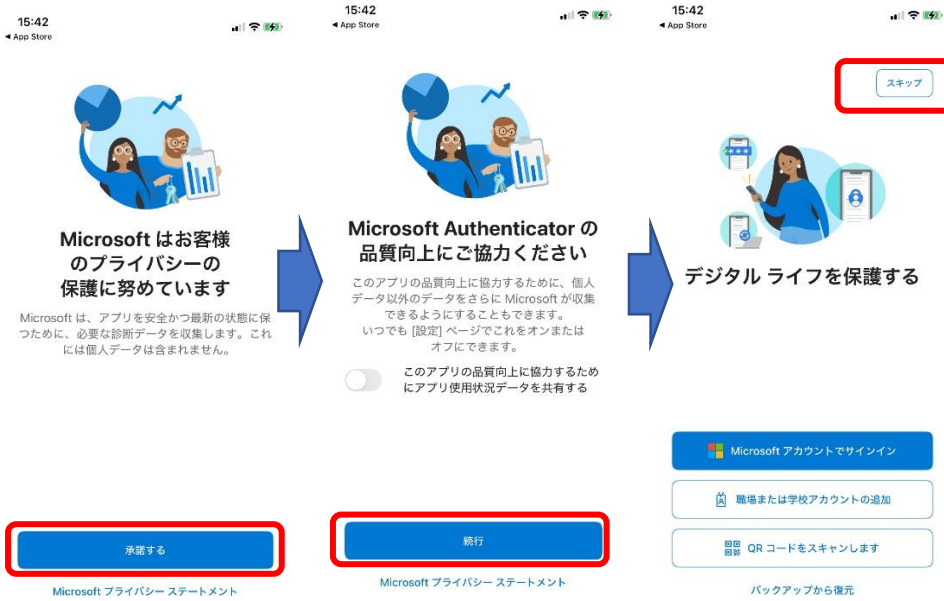 15:42
◀ App Store
Microsoft はお客様
のプライバシーの
保護に努めています
Microsoft は、アプリを安全かつ最新の状態に保
つために、必要な診断データを収集します。これ
には個人データは含まれません。
承諾する
Microsoft プライバシー ステートメント
15:42
◀ App Store
Microsoft Authenticator の
品質向上にご協力ください
このアプリの品質向上に協力するために、個人
データ以外のデータをさらに Microsoft が収集
できるようにすることもできます。
いつでも [設定] ページでこれをオンまたは
オフにできます。
このアプリの品質向上に協力するため
にアプリ使用状況データを共有する
続行
Microsoft プライバシー ステートメント
15:42
◀ App Store
スキップ
デジタル ライフを保護する
Microsoft アカウントでサインイン
職場または学校アカウントの追加
QR コードをスキャンします
バックアップから復元